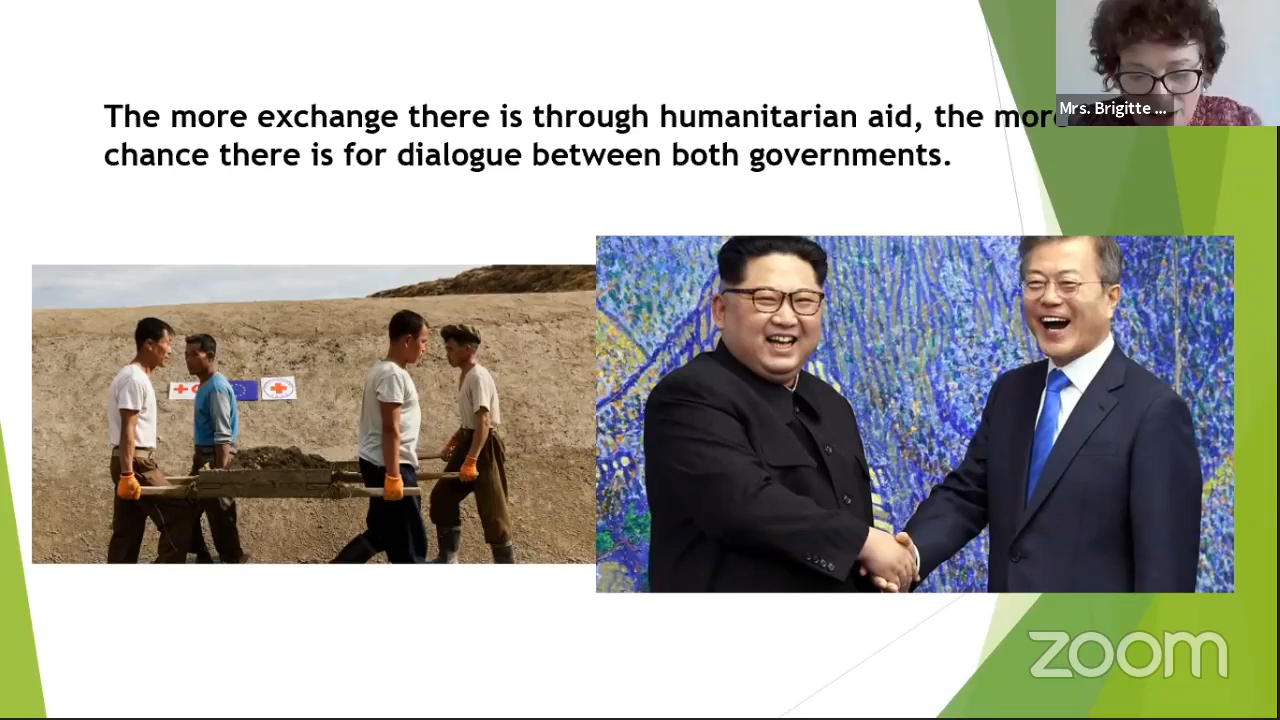 The more exchange there is through humanitarian aid, the more
chance there is for dialogue between both governments.
Mrs. Brigitte ...
zoom